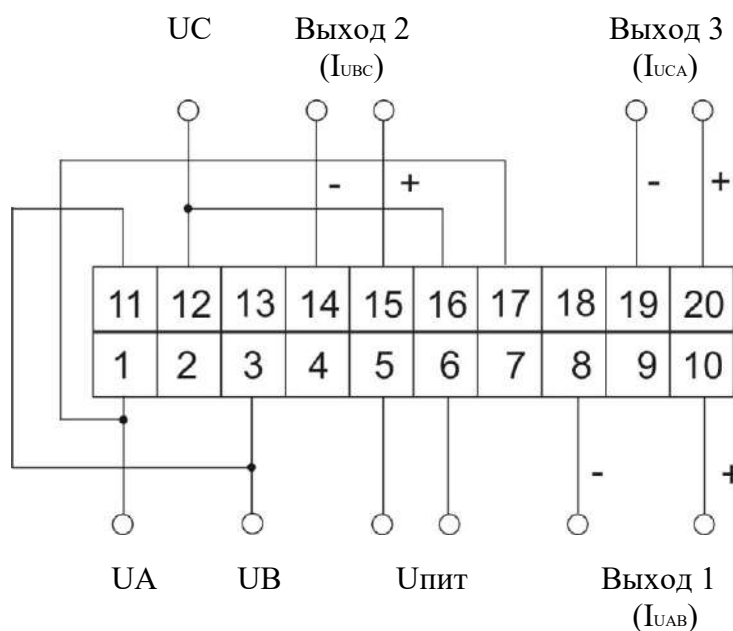 UC Выход 2 Выход 3
(IUBC) (IUCA)
- + - +
11 12 13 14 15 16 17 18 19 20
1 2 3 4 5 6 7 8 9 10
- +
UA UB Uпит Выход 1
(IUAB)